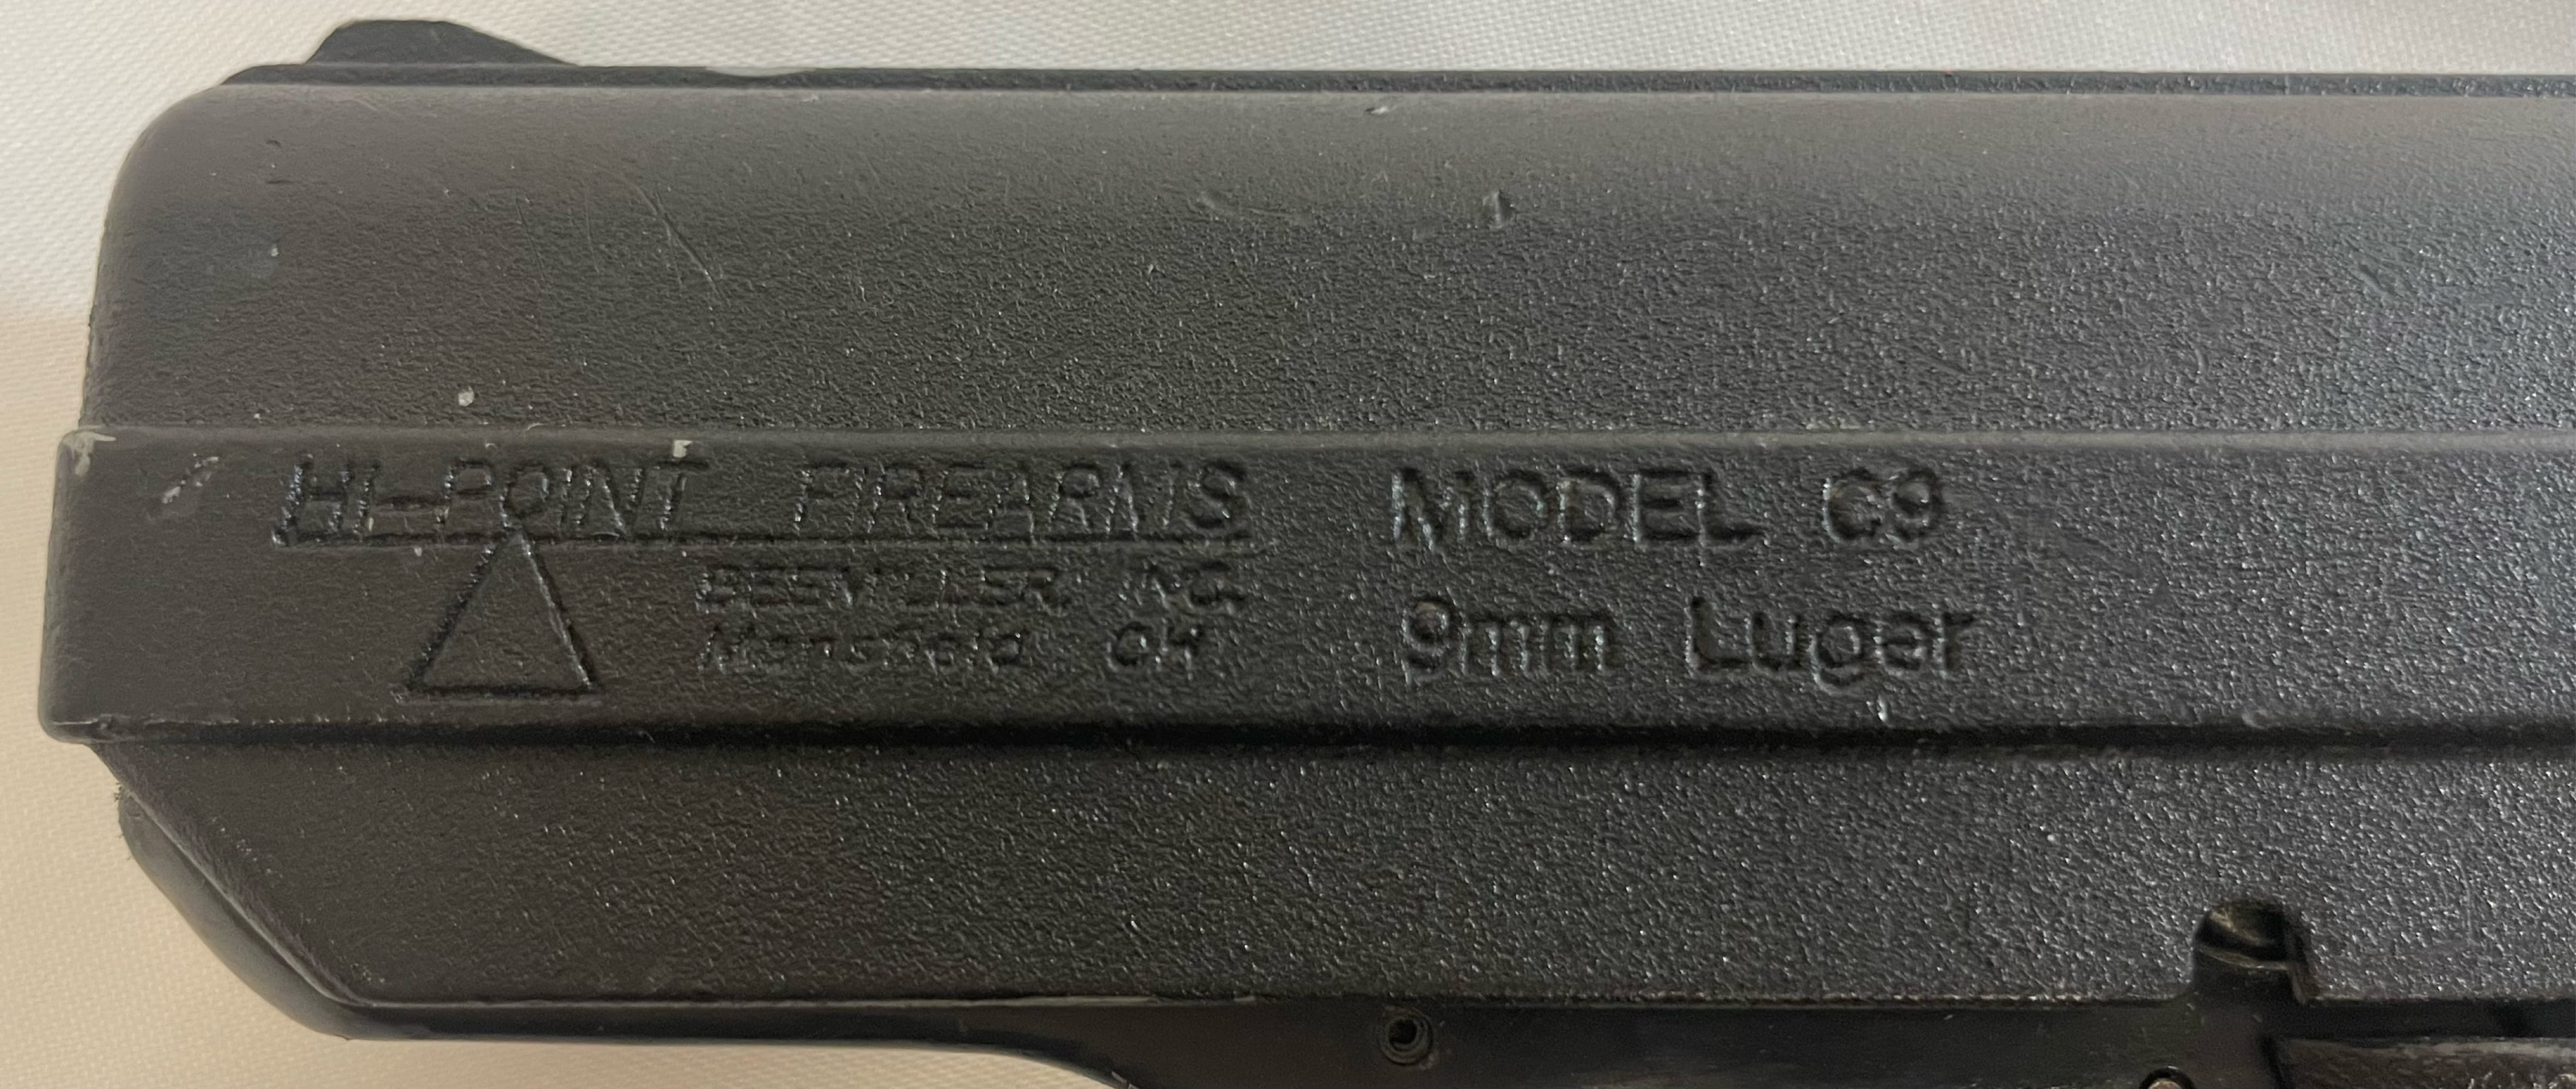 HI-POINT FIREARMS
BEEMILLER, INC.
Mansfield OH
MODEL C9
9mm Luger